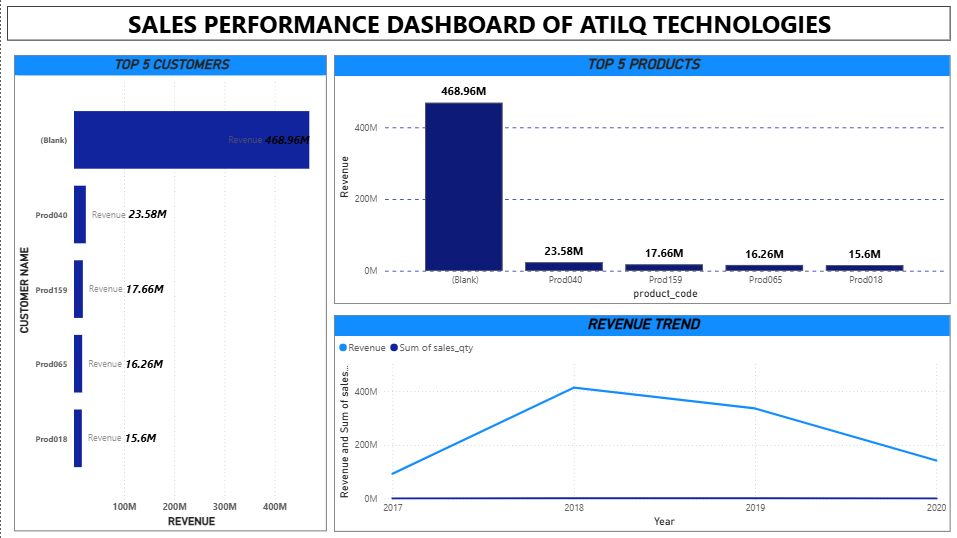 SALES PERFORMANCE DASHBOARD OF ATILQ TECHNOLOGIES
TOP 5 CUSTOMERS
CUSTOMER NAME
(Blank)
Revenue 468.96M
Prod040
Revenue 23.58M
Prod159
Revenue 17.66M
Prod065
Revenue 16.26M
Prod018
Revenue 15.6M
100M 200M 300M 400M
REVENUE
TOP 5 PRODUCTS
Revenue
400M
200M
0M
468.96M
23.58M
17.66M
16.26M
15.6M
(Blank) Prod040 Prod159 Prod065 Prod018
product_code
REVENUE TREND
Revenue Sum of sales_qty
Revenue and Sum of sales...
400M
200M
0M
2017 2018 2019 2020
Year